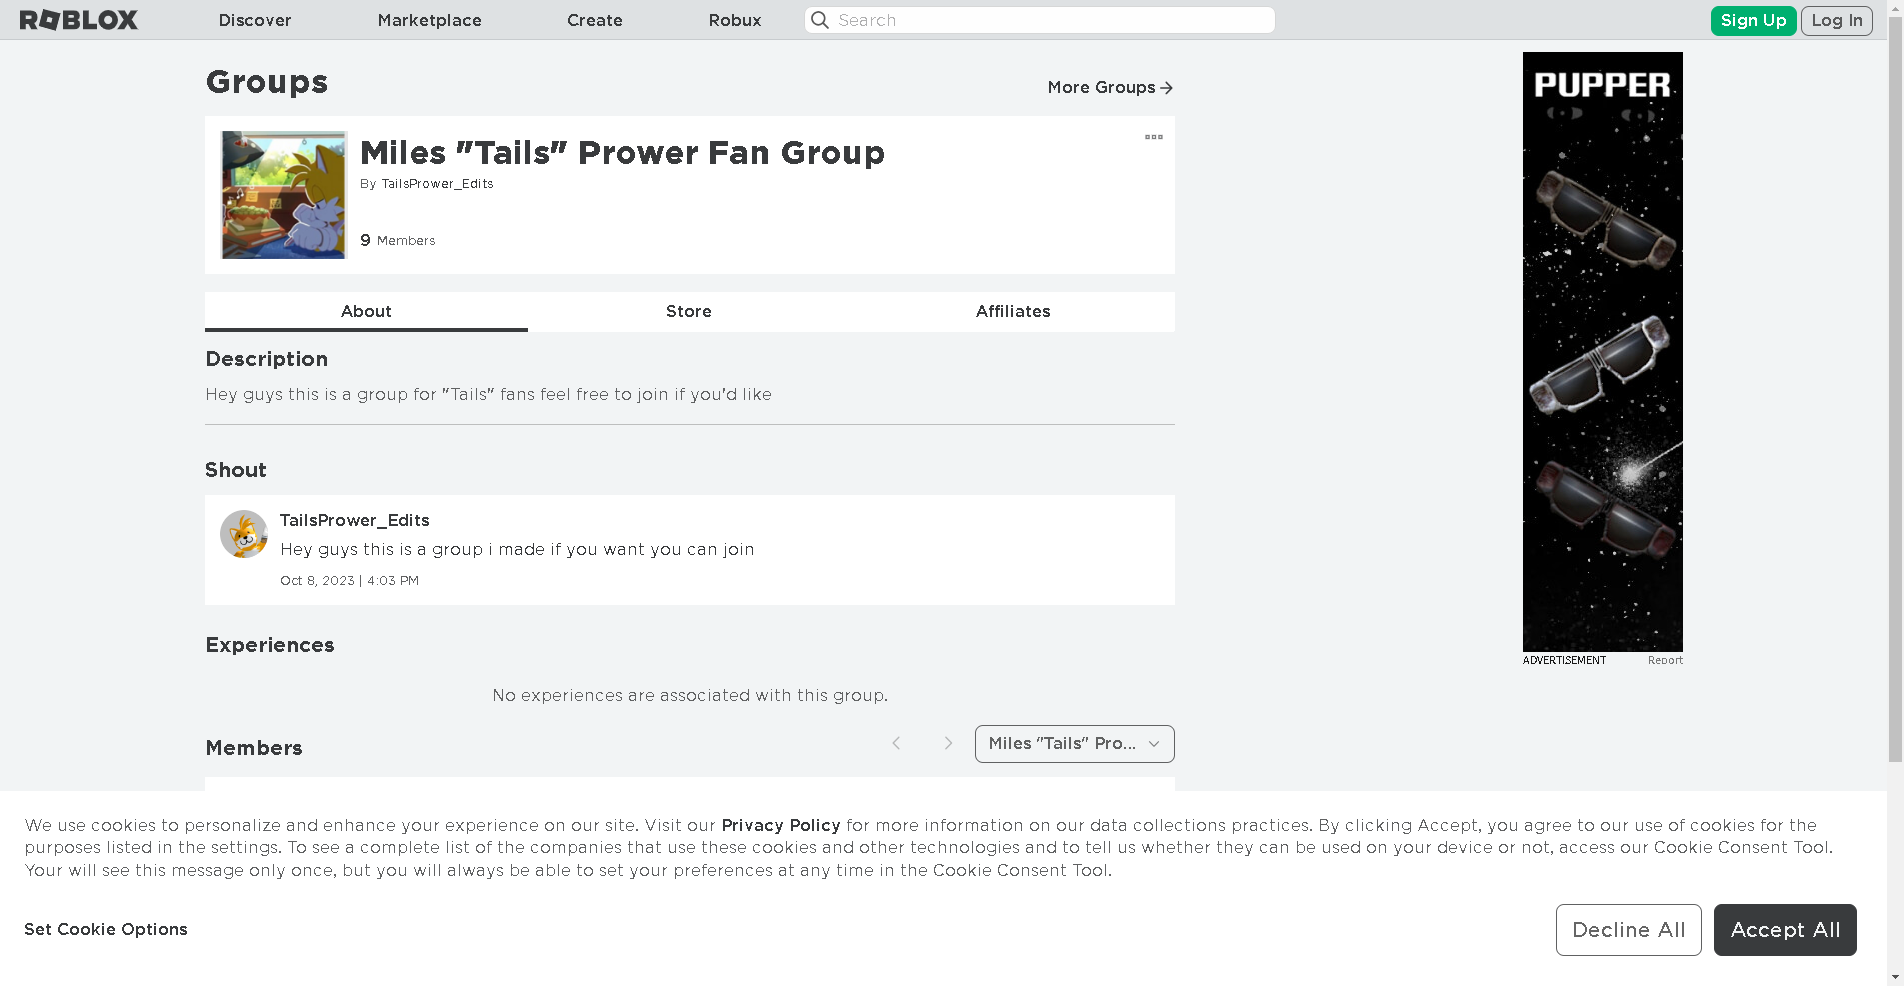 ROBLOX Discover Marketplace Create Robux Search Sign Up Log In
Groups
More Groups
Miles "Tails" Prower Fan Group
By TailsPrower_Edits
9 Members
About Store Affiliates
Description
Hey guys this is a group for "Tails" fans feel free to join if you'd like
Shout
TailsPrower_Edits
Hey guys this is a group i made if you want you can join
Oct 8, 2023 | 4:03 PM
Experiences
No experiences are associated with this group.
Members
Miles "Tails" Pro...
PUPPER
ADVERTISEMENT Report
We use cookies to personalize and enhance your experience on our site. Visit our Privacy Policy for more information on our data collections practices. By clicking Accept, you agree to our use of cookies for the
purposes listed in the settings. To see a complete list of the companies that use these cookies and other technologies and to tell us whether they can be used on your device or not, access our Cookie Consent Tool.
Your will see this message only once, but you will always be able to set your preferences at any time in the Cookie Consent Tool.
Set Cookie Options
Decline All
Accept All